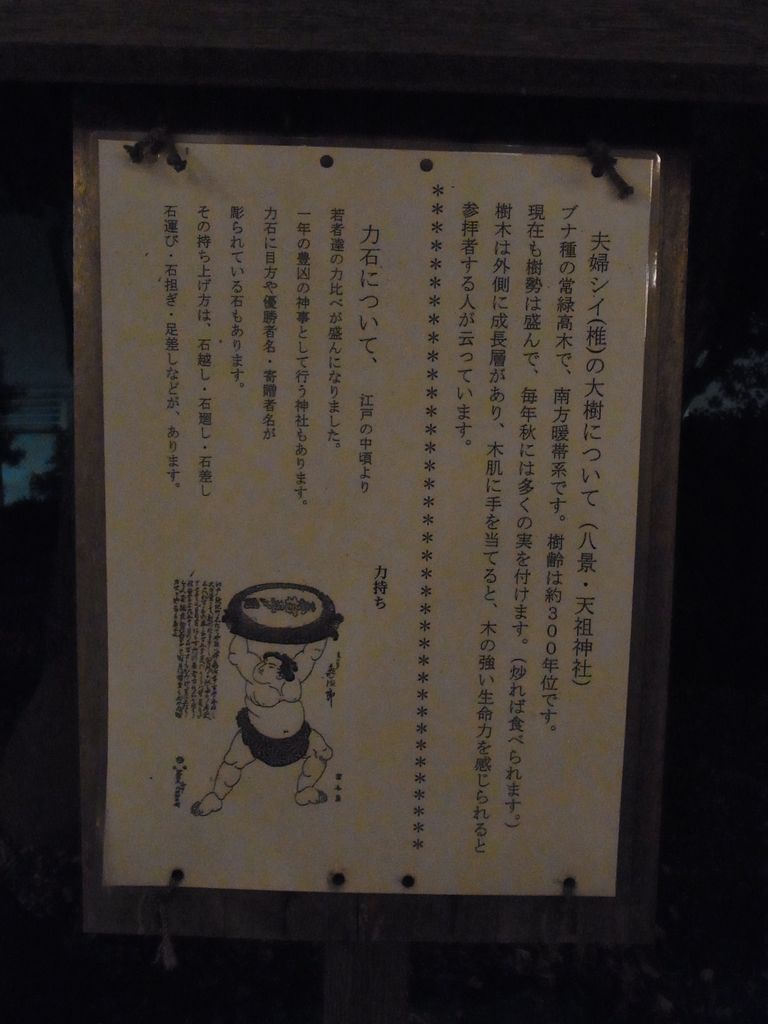 夫婦シイ(椎)の大樹について（八景・天祖神社）
ブナ種の常緑高木で、南方暖帯系です。樹齢は約３００年位です。
現在も樹勢は盛んで、毎年秋には多くの実を付けます。（炒れば食べられます。）
樹木は外側に成長層があり、木肌に手を当てると、木の強い生命力を感じられると
参拝者する人が云っています。
＊＊＊＊＊＊＊＊＊＊＊＊＊＊＊＊＊＊＊＊＊＊＊＊＊＊＊
力石について、　江戸の中頃より
若者達の力比べが盛んになりました。
一年の豊凶の神事として行う神社もあります。
力石に目方や優勝者名・寄贈者名が
彫られている石もあります。
その持ち上げ方は、石越し・石廻し・石差し
石運び・石担ぎ・足差しなどが、あります。
力持ち